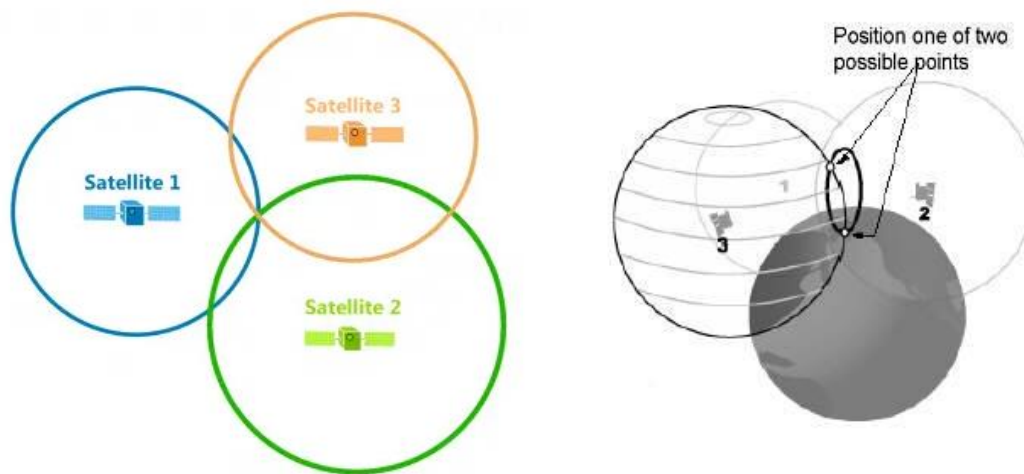 Satellite 3
Satellite 1
Satellite 2
Position one of two
possible points
1
2
3